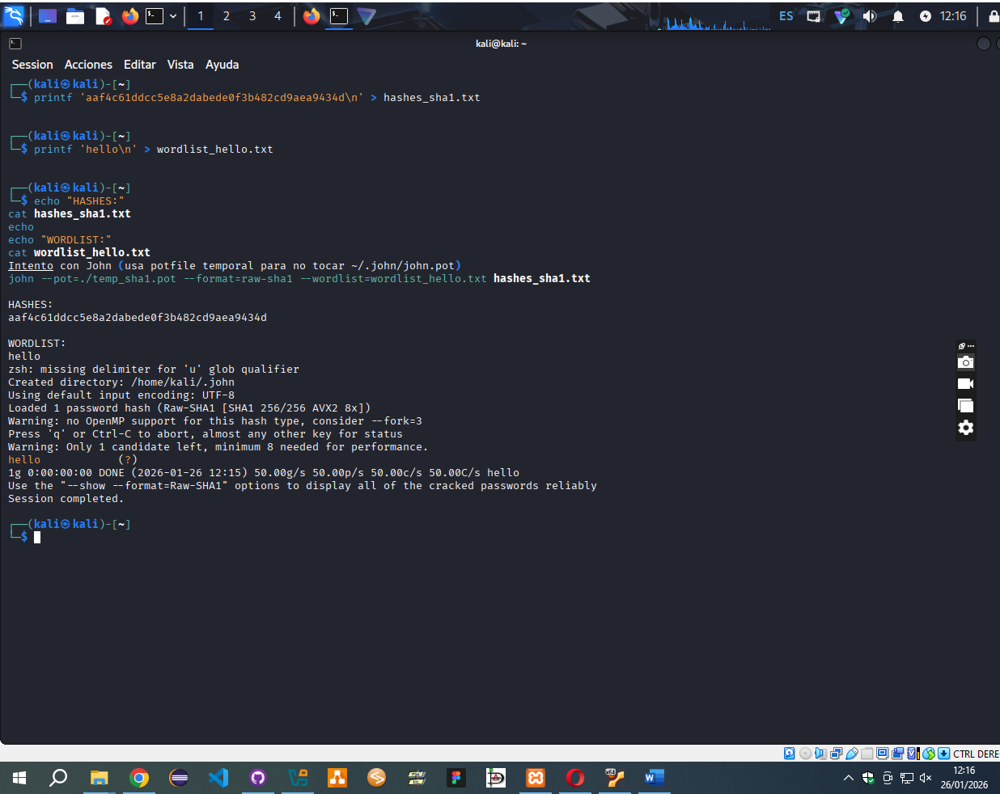 1 2 3 4 ES 12:16
kali@kali: ~
Session Acciones Editar Vista Ayuda
┌──(kali㉿kali)-[~]
└─$ printf 'aaf4c61ddcc5e8a2dabede0f3b482cd9aea9434d\n' > hashes_sha1.txt
┌──(kali㉿kali)-[~]
└─$ printf 'hello\n' > wordlist_hello.txt
┌──(kali㉿kali)-[~]
└─$ echo "HASHES:"
cat hashes_sha1.txt
echo
echo "WORDLIST:"
cat wordlist_hello.txt
Intento con John (usa potfile temporal para no tocar ~/.john/john.pot)
john --pot=./temp_sha1.pot --format=raw-sha1 --wordlist=wordlist_hello.txt hashes_sha1.txt
HASHES:
aaf4c61ddcc5e8a2dabede0f3b482cd9aea9434d
WORDLIST:
hello
zsh: missing delimiter for 'u' glob qualifier
Created directory: /home/kali/.john
Using default input encoding: UTF-8
Loaded 1 password hash (Raw-SHA1 [SHA1 256/256 AVX2 8x])
Warning: no OpenMP support for this hash type, consider --fork=3
Press 'q' or Ctrl-C to abort, almost any other key for status
Warning: Only 1 candidate left, minimum 8 needed for performance.
hello (?)
1g 0:00:00:00 DONE (2026-01-26 12:15) 50.00g/s 50.00p/s 50.00c/s 50.00C/s hello
Use the "--show --format=Raw-SHA1" options to display all of the cracked passwords reliably
Session completed.
┌──(kali㉿kali)-[~]
└─$
CTRL DERE
12:16
26/01/2026